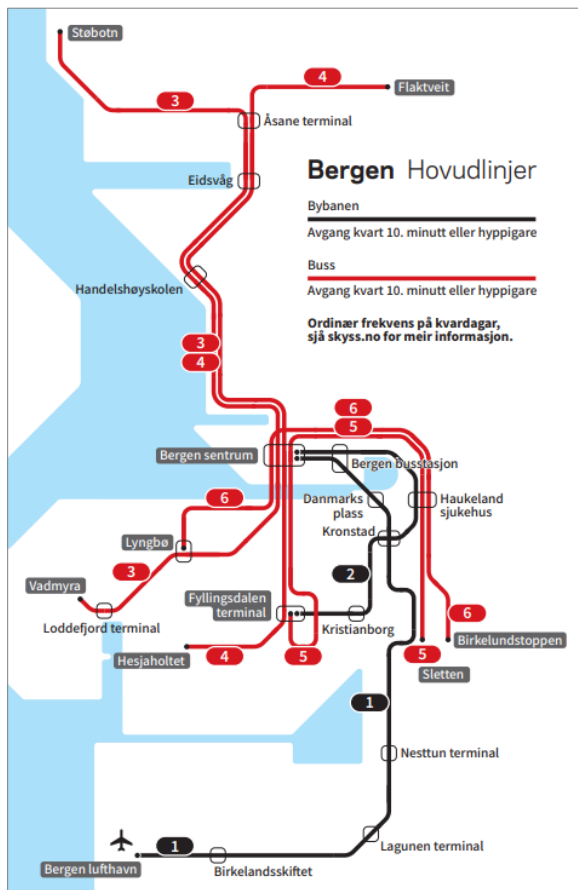 Støbotn
4
Flaktveit
3
Åsane terminal
Bergen Hovudlinjer
Eidsvåg
Bybanen
Avgang kvart 10. minutt eller hyppigare
Buss
Handelshøyskolen
Avgang kvart 10. minutt eller hyppigare
Ordinær frekvens på kvardagar,
sjå skyss.no for meir informasjon.
3
4
6
5
Bergen sentrum
Bergen busstasjon
6
Danmarks
plass
Haukeland
sjukehus
Kronstad
Lyngbø
3
2
Vadmyra
Fyllingsdalen
terminal
Loddefjord terminal
Kristianborg
6
Birkelundstoppen
Hesjaholtet
4
5
5
Sletten
1
Nesttun terminal
Lagunen terminal
1
Bergen lufthavn
Birkelandsskiftet